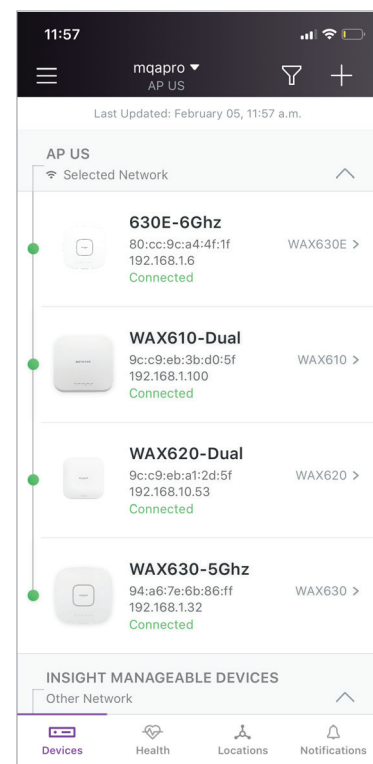 11:57
mqapro
AP US
Last Updated: February 05, 11:57 a.m.
AP US
Selected Network
630E-6Ghz
80:cc:9c:a4:4f:1f
WAX630E >
192.168.1.6
Connected
WAX610-Dual
9c:c9:eb:3b:d0:5f
WAX610 >
192.168.1.100
Connected
WAX620-Dual
9c:c9:eb:a1:2d:5f
WAX620 >
192.168.10.53
Connected
WAX630-5Ghz
94:a6:7e:6b:86:ff
WAX630 >
192.168.1.32
Connected
INSIGHT MANAGEABLE DEVICES
Other Network
Devices Health Locations Notifications